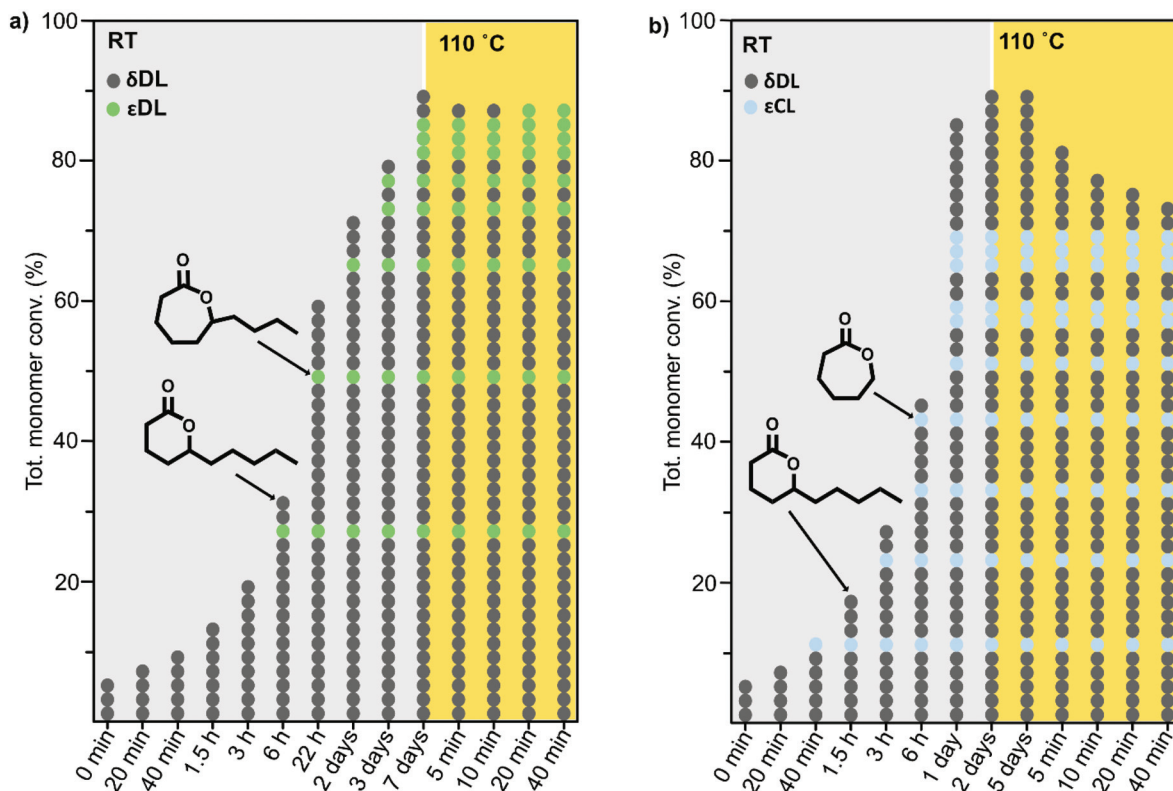 a)
RT
110 ˚C
δDL
εDL
Tot. monomer conv. (%)
100
80
60
40
20
O
O
O
O
0 min
20 min
40 min
1.5 h
3 h
6 h
22 h
2 days
3 days
7 days
5 min
10 min
20 min
40 min
b)
RT
110 ˚C
δDL
εCL
Tot. monomer conv. (%)
100
80
60
40
20
O
O
O
O
0 min
20 min
40 min
1.5 h
3 h
6 h
1 day
2 days
5 days
5 min
10 min
20 min
40 min